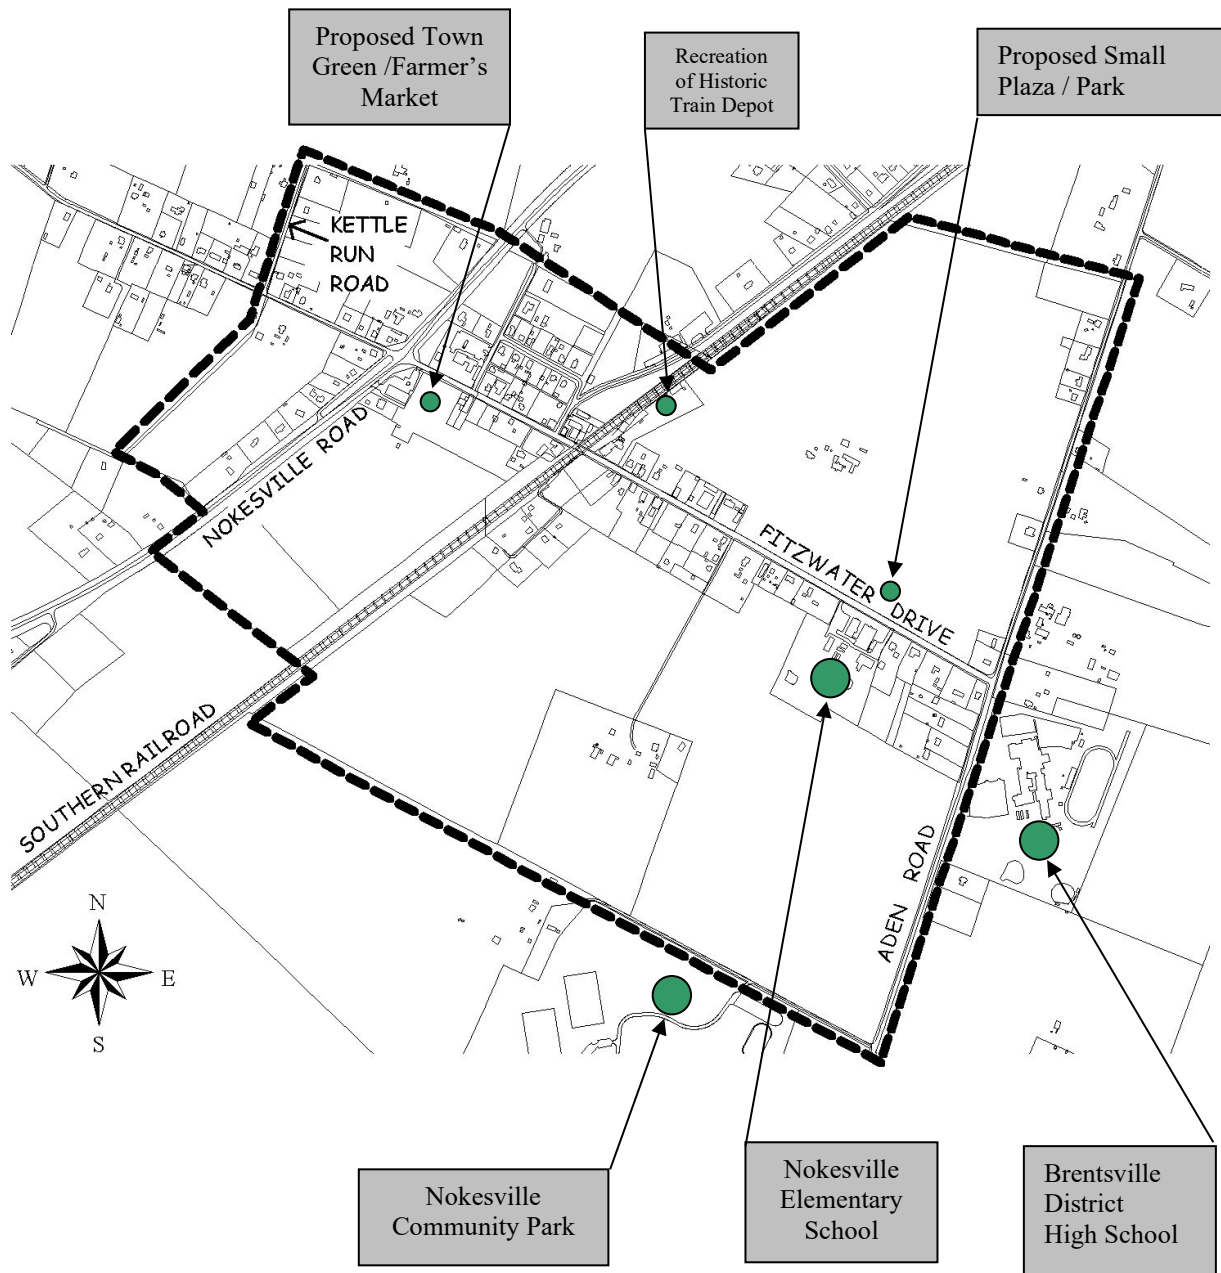 Proposed Town
Green /Farmer's
Market
Recreation
of Historic
Train Depot
Proposed Small
Plaza / Park
KETTLE
RUN
ROAD
NOKESVILLE ROAD
FITZWATER DRIVE
SOUTHERN RAILROAD
ADEN ROAD
N
W
E
S
Nokesville
Community Park
Nokesville
Elementary
School
Brentsville
District
High School